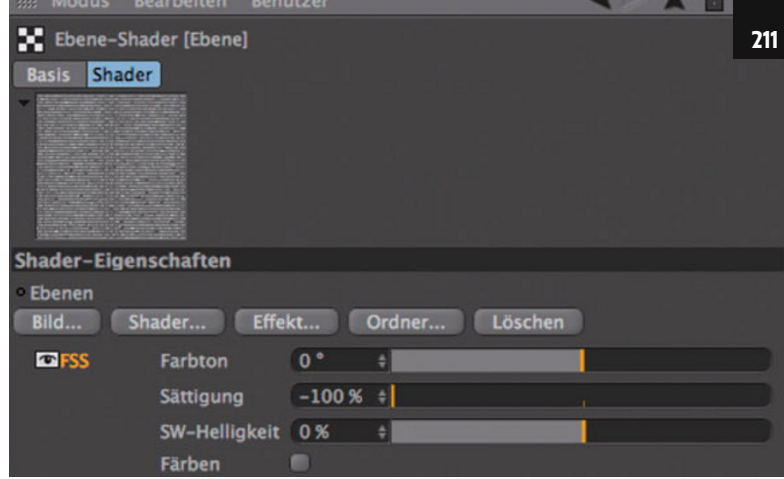 Modus Bearbeiten Benutzer
211
Ebene-Shader [Ebene]
Basis Shader
Shader-Eigenschaften
Ebenen
Bild... Shader... Effekt... Ordner... Löschen
FSS Farbton 0 °
Sättigung -100 %
SW-Helligkeit 0 %
Färben